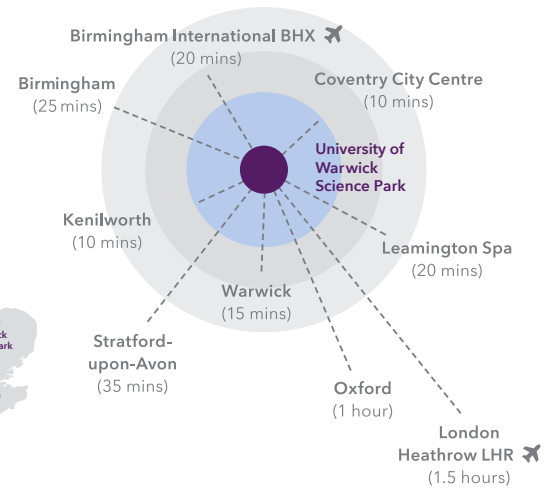 Birmingham International BHX
(20 mins)
Birmingham
(25 mins)
Coventry City Centre
(10 mins)
University of
Warwick
Science Park
Kenilworth
(10 mins)
Leamington Spa
(20 mins)
Warwick
(15 mins)
Stratford-
upon-Avon
(35 mins)
Oxford
(1 hour)
London
Heathrow LHR
(1.5 hours)